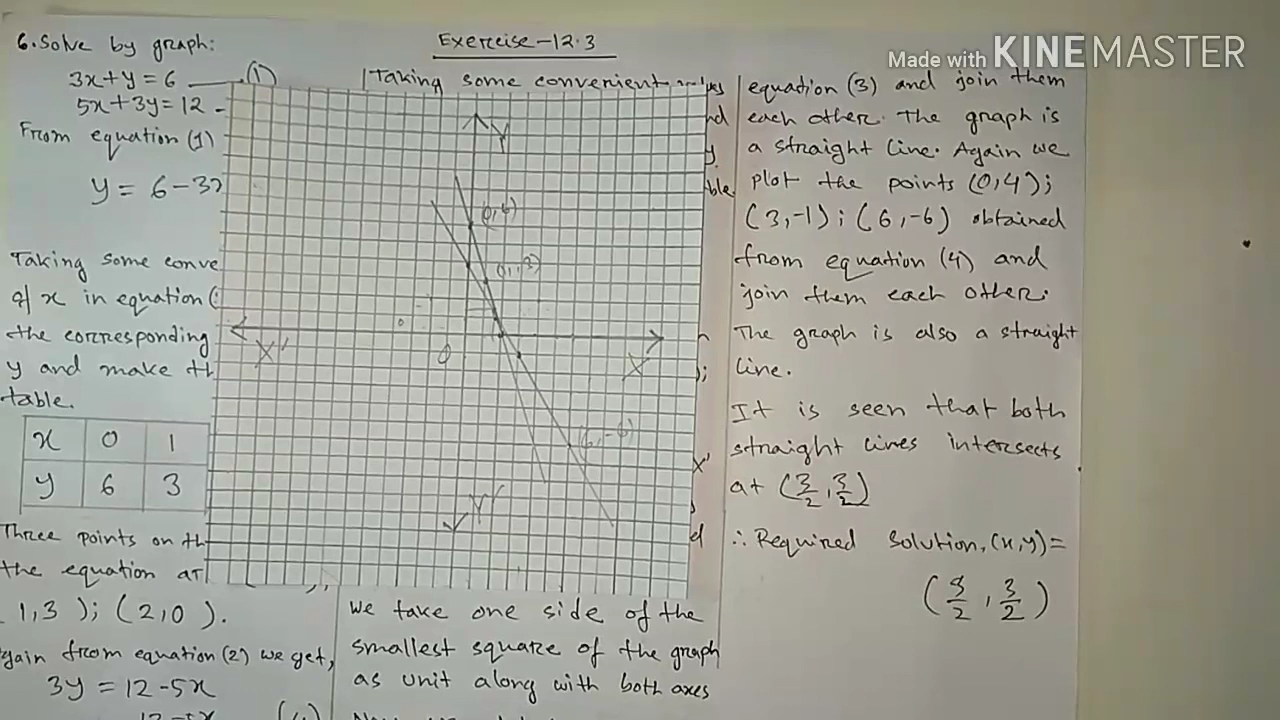 Made with KINEMASTER
Exercise-12.3
6. Solve by graph:
3x+y=6 (1)
5x+3y=12
From equation (1)
y = 6-3x
Taking some conve
of x in equation (
the corresponding
y and make th
table.
x 0 1
y 6 3
Three points on th
the equation ar
1,3); (2,0).
gain from equation (2) we get,
3y = 12-5x
12-5x (4)
Taking some convenient
nd
y
ble
Y
(0,6)
(1,3)
X'
O
X
(6,-6)
Y'
x'
we take one side of the
smallest square of the graph
as unit along with both axes
equation (3) and join them
each other. The graph is
a straight line. Again we
plot the points (0,4);
(3,-1); (6,-6) obtained
from equation (4) and
join them each other.
The graph is also a straight
line.
It is seen that both
straight lines intersects
at (3/2, 3/2)
∴ Required Solution, (x,y)=
(3/2, 3/2)